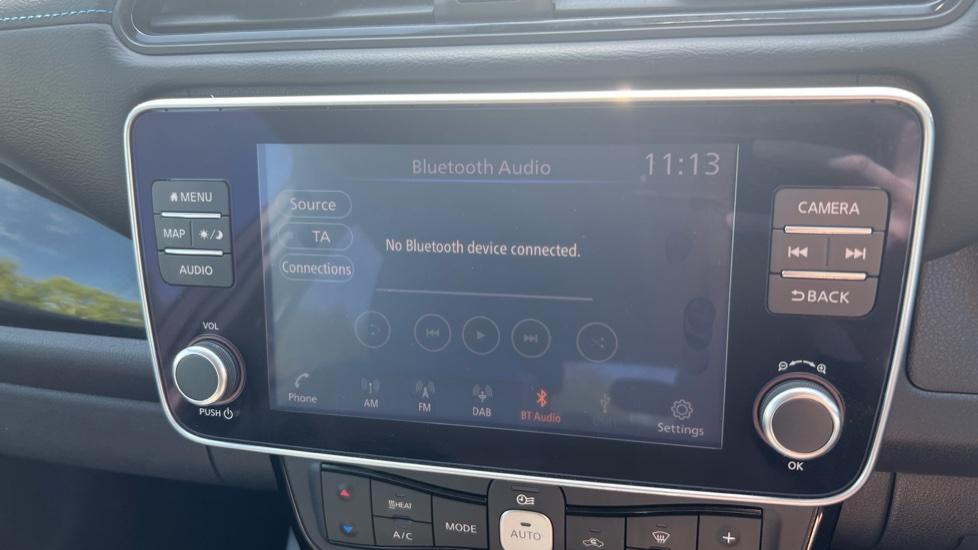 Bluetooth Audio 11:13
MENU
MAP
AUDIO
VOL
PUSH
Source
TA
Connections
No Bluetooth device connected.
Phone
AM
FM
DAB
BT Audio
Settings
CAMERA
BACK
OK
HEAT
A/C
MODE
AUTO
+